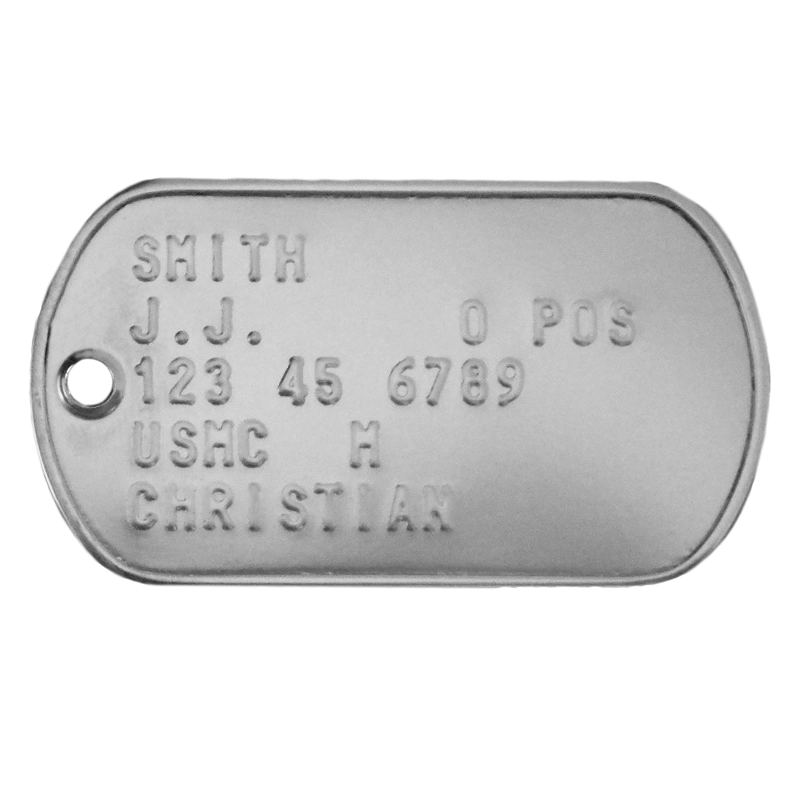 SMITH
J.J. O POS
123 45 6789
USMC M
CHRISTIAN